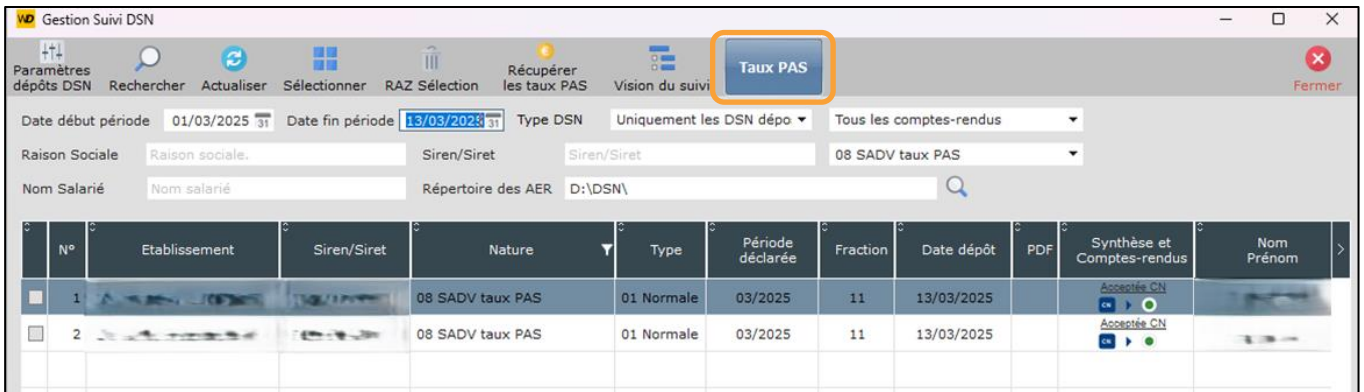 WD Gestion Suivi DSN
Paramètres dépôts DSN
Rechercher
Actualiser
Sélectionner
RAZ Sélection
Récupérer les taux PAS
Vision du suivi
Taux PAS
Fermer
Date début période 01/03/2025 31 Date fin période 13/03/2025 31 Type DSN Uniquement les DSN dépo Tous les comptes-rendus
Raison Sociale Raison sociale. Siren/Siret Siren/Siret 08 SADV taux PAS
Nom Salarié Nom salarié Répertoire des AER D:\DSN\
N° Etablissement Siren/Siret Nature Type Période déclarée Fraction Date dépôt PDF Synthèse et Comptes-rendus Nom Prénom
1 08 SADV taux PAS 01 Normale 03/2025 11 13/03/2025 Acceptée CN
CN
2 08 SADV taux PAS 01 Normale 03/2025 11 13/03/2025 Acceptée CN
CN